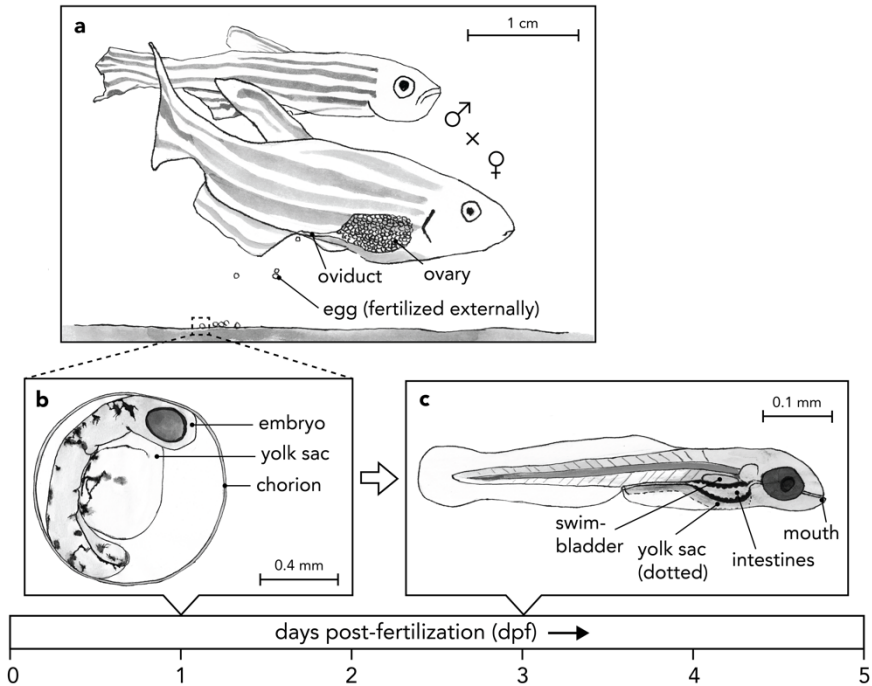 a
1 cm
♂
×
♀
oviduct
ovary
egg (fertilized externally)
b
embryo
yolk sac
chorion
0.4 mm
c
0.1 mm
swim-
bladder
yolk sac
(dotted)
intestines
mouth
days post-fertilization (dpf)
0 1 2 3 4 5